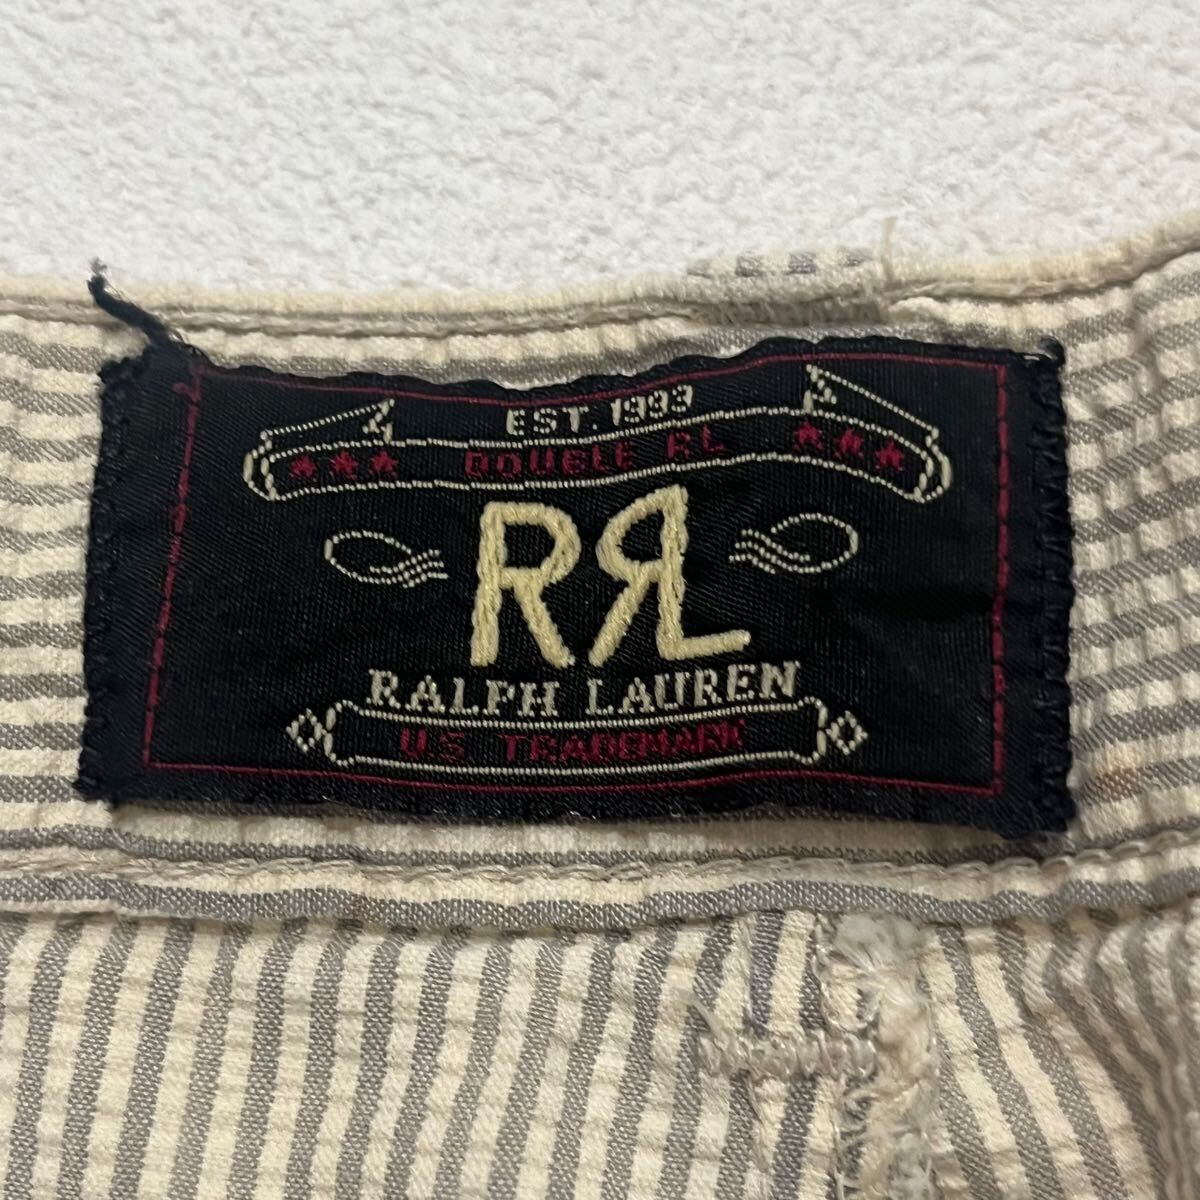 EST. 1993
★★★ DOUBLE RL ★★★
RRL
RALPH LAUREN
U.S. TRADEMARK